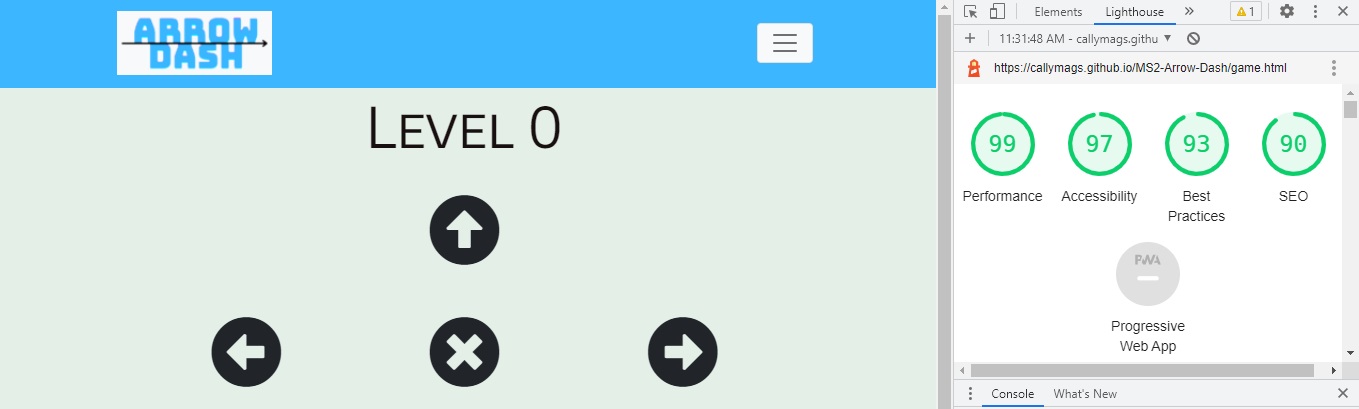 ARROW
DASH
LEVEL 0
Elements
Lighthouse
1
11:31:48 AM - callymags.githu
https://callymags.github.io/MS2-Arrow-Dash/game.html
99
97
93
90
Performance
Accessibility
Best
Practices
SEO
PWA
Progressive
Web App
Console
What's New